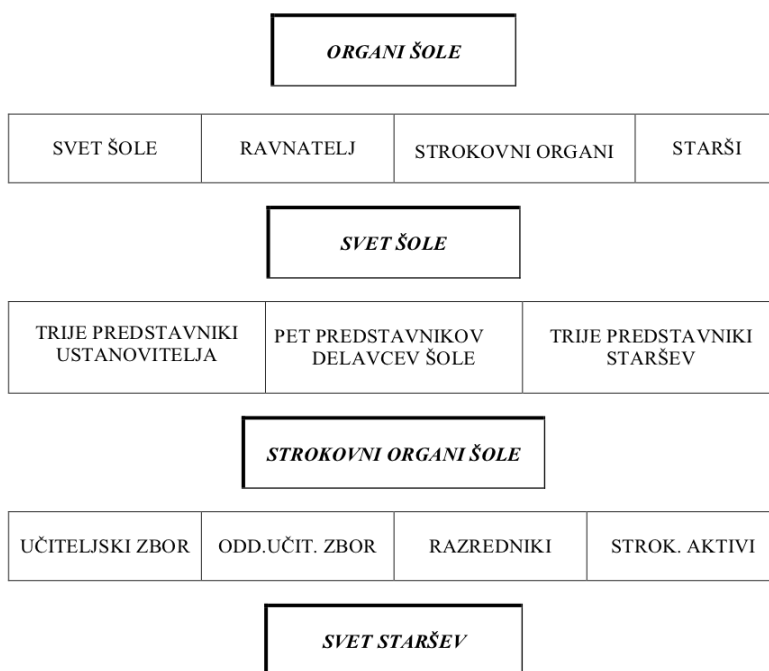 ORGANI ŠOLE
SVET ŠOLE
RAVNATELJ
STROKOVNI ORGANI
STARŠI
SVET ŠOLE
TRIJE PREDSTAVNIKI
USTANOVITELJA
PET PREDSTAVNIKOV
DELAVCEV ŠOLE
TRIJE PREDSTAVNIKI
STARŠEV
STROKOVNI ORGANI ŠOLE
UČITELJSKI ZBOR
ODD.UČIT. ZBOR
RAZREDNIKI
STROK. AKTIVI
SVET STARŠEV